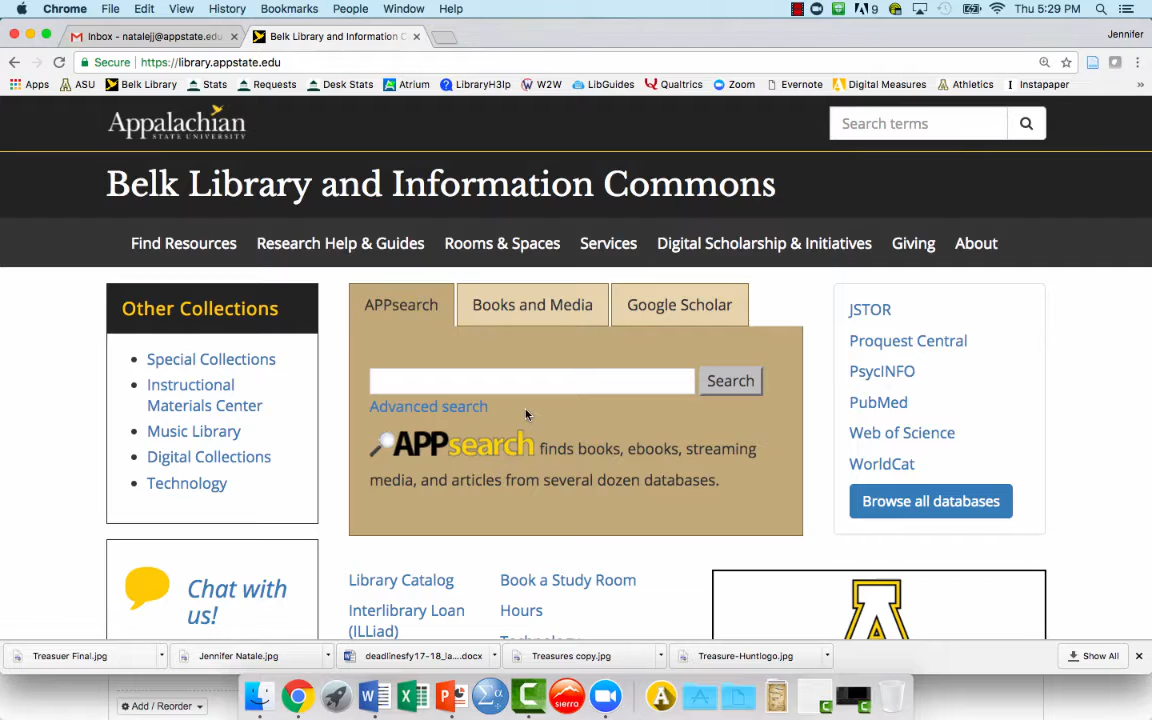 Chrome File Edit View History Bookmarks People Window Help 9 Thu 5:29 PM
Inbox - natalejj@appstate.edu Belk Library and Information C Jennifer
Secure https://library.appstate.edu
Apps ASU Belk Library Stats Requests Desk Stats Atrium LibraryH3lp W2W LibGuides Qualtrics Zoom Evernote Digital Measures Athletics Instapaper »
Appalachian
STATE UNIVERSITY
Search terms
Belk Library and Information Commons
Find Resources Research Help & Guides Rooms & Spaces Services Digital Scholarship & Initiatives Giving About
Other Collections
Special Collections
Instructional
Materials Center
Music Library
Digital Collections
Technology
APPsearch Books and Media Google Scholar
Search
Advanced search
APPsearch finds books, ebooks, streaming
media, and articles from several dozen databases.
JSTOR
Proquest Central
PsycINFO
PubMed
Web of Science
WorldCat
Browse all databases
Chat with
us!
Library Catalog
Interlibrary Loan
(ILLiad)
Book a Study Room
Hours
A
Treasuer Final.jpg Jennifer Natale.jpg deadlinesfy17-18_la....docx Treasures copy.jpg Treasure-Huntlogo.jpg Show All
sierra
Add / Reorder